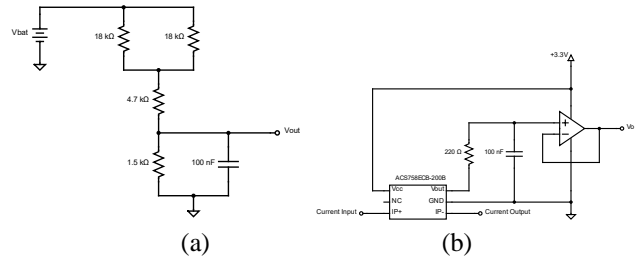 Vbat
18 kΩ
18 kΩ
4.7 kΩ
Vout
1.5 kΩ
100 nF
(a)
+3.3V
Vo
220 Ω
100 nF
ACS758ECB-200B
Vcc
Vout
NC
GND
IP+
IP-
Current Input
Current Output
(b)